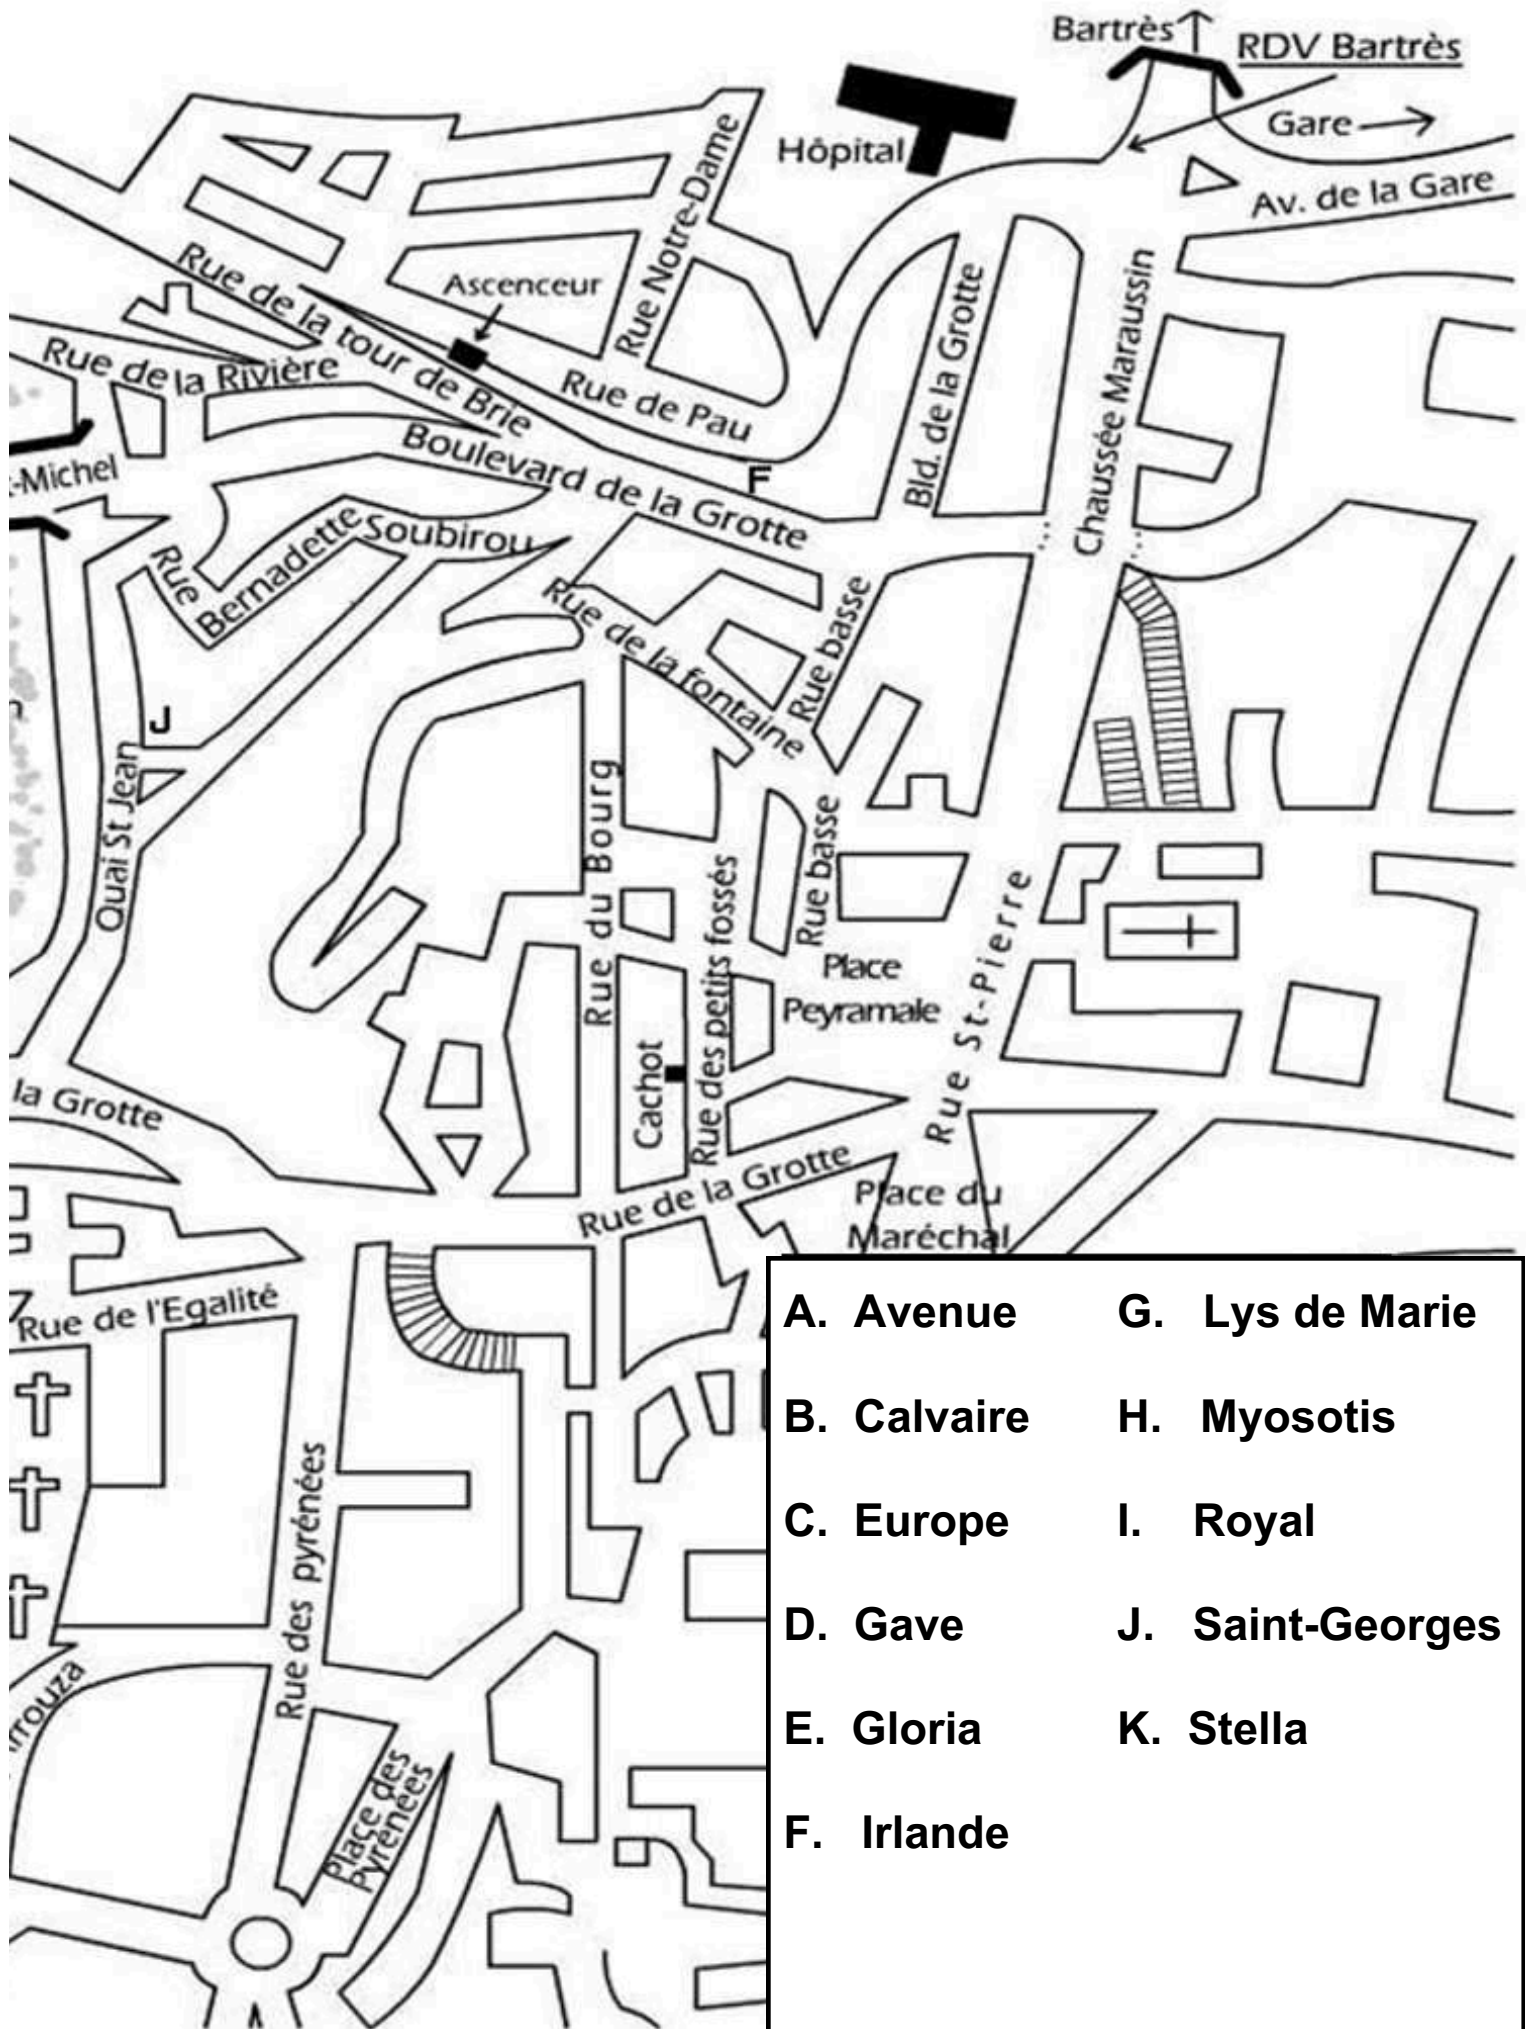 Bartrès
RDV Bartrès
Gare
Hôpital
Av. de la Gare
Rue Notre-Dame
Ascenceur
Rue de la tour de Brie
Rue de la Rivière
Rue de Pau
Bld. de la Grotte
Chaussée Maraussin
Boulevard de la Grotte
F
-Michel
Rue
Bernadette
Soubirou
Rue de la fontaine
Rue basse
J
Quai St Jean
Rue du Bourg
Rue basse
Rue des petits fossés
Place
Peyramale
Rue St-Pierre
Cachot
la Grotte
Rue de la Grotte
Place du
Maréchal
Rue de l'Egalité
Rue des pyrénées
rrouza
Place des
Pyrénées
A. Avenue
B. Calvaire
C. Europe
D. Gave
E. Gloria
F. Irlande
G. Lys de Marie
H. Myosotis
I. Royal
J. Saint-Georges
K. Stella